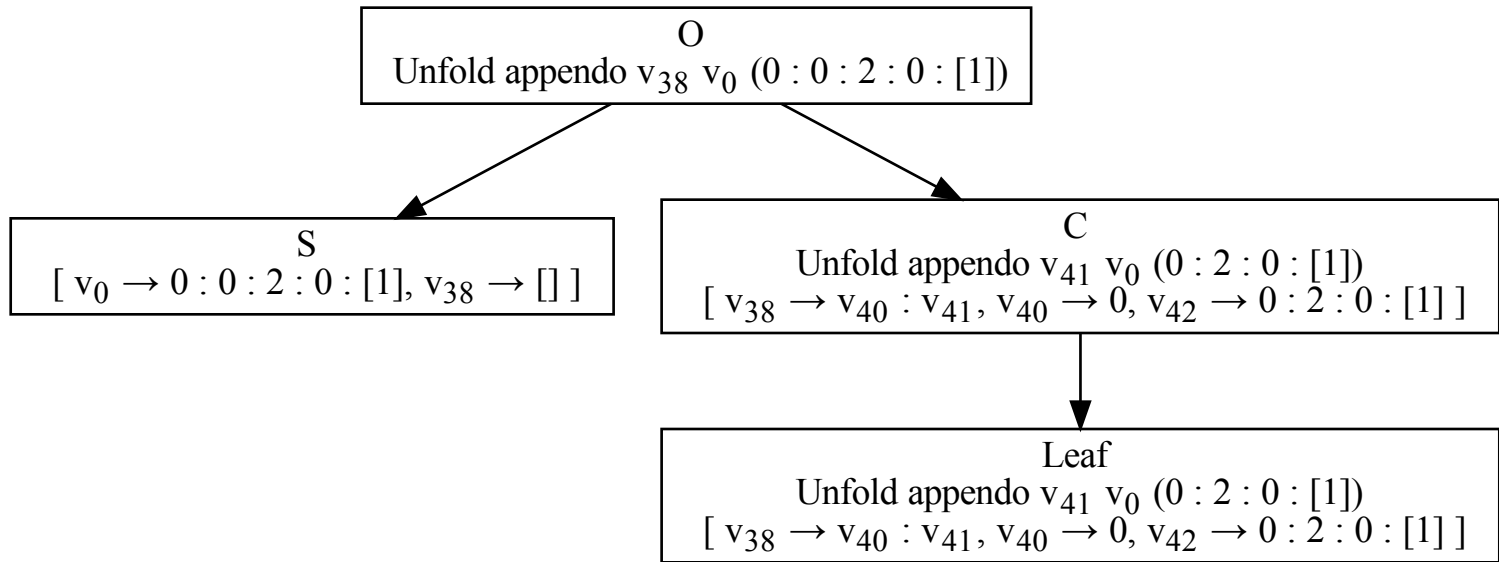 O
Unfold appendo v₃₈ v₀ (0 : 0 : 2 : 0 : [1])
S
[ v₀ → 0 : 0 : 2 : 0 : [1], v₃₈ → [] ]
C
Unfold appendo v₄₁ v₀ (0 : 2 : 0 : [1])
[ v₃₈ → v₄₀ : v₄₁, v₄₀ → 0, v₄₂ → 0 : 2 : 0 : [1] ]
Leaf
Unfold appendo v₄₁ v₀ (0 : 2 : 0 : [1])
[ v₃₈ → v₄₀ : v₄₁, v₄₀ → 0, v₄₂ → 0 : 2 : 0 : [1] ]